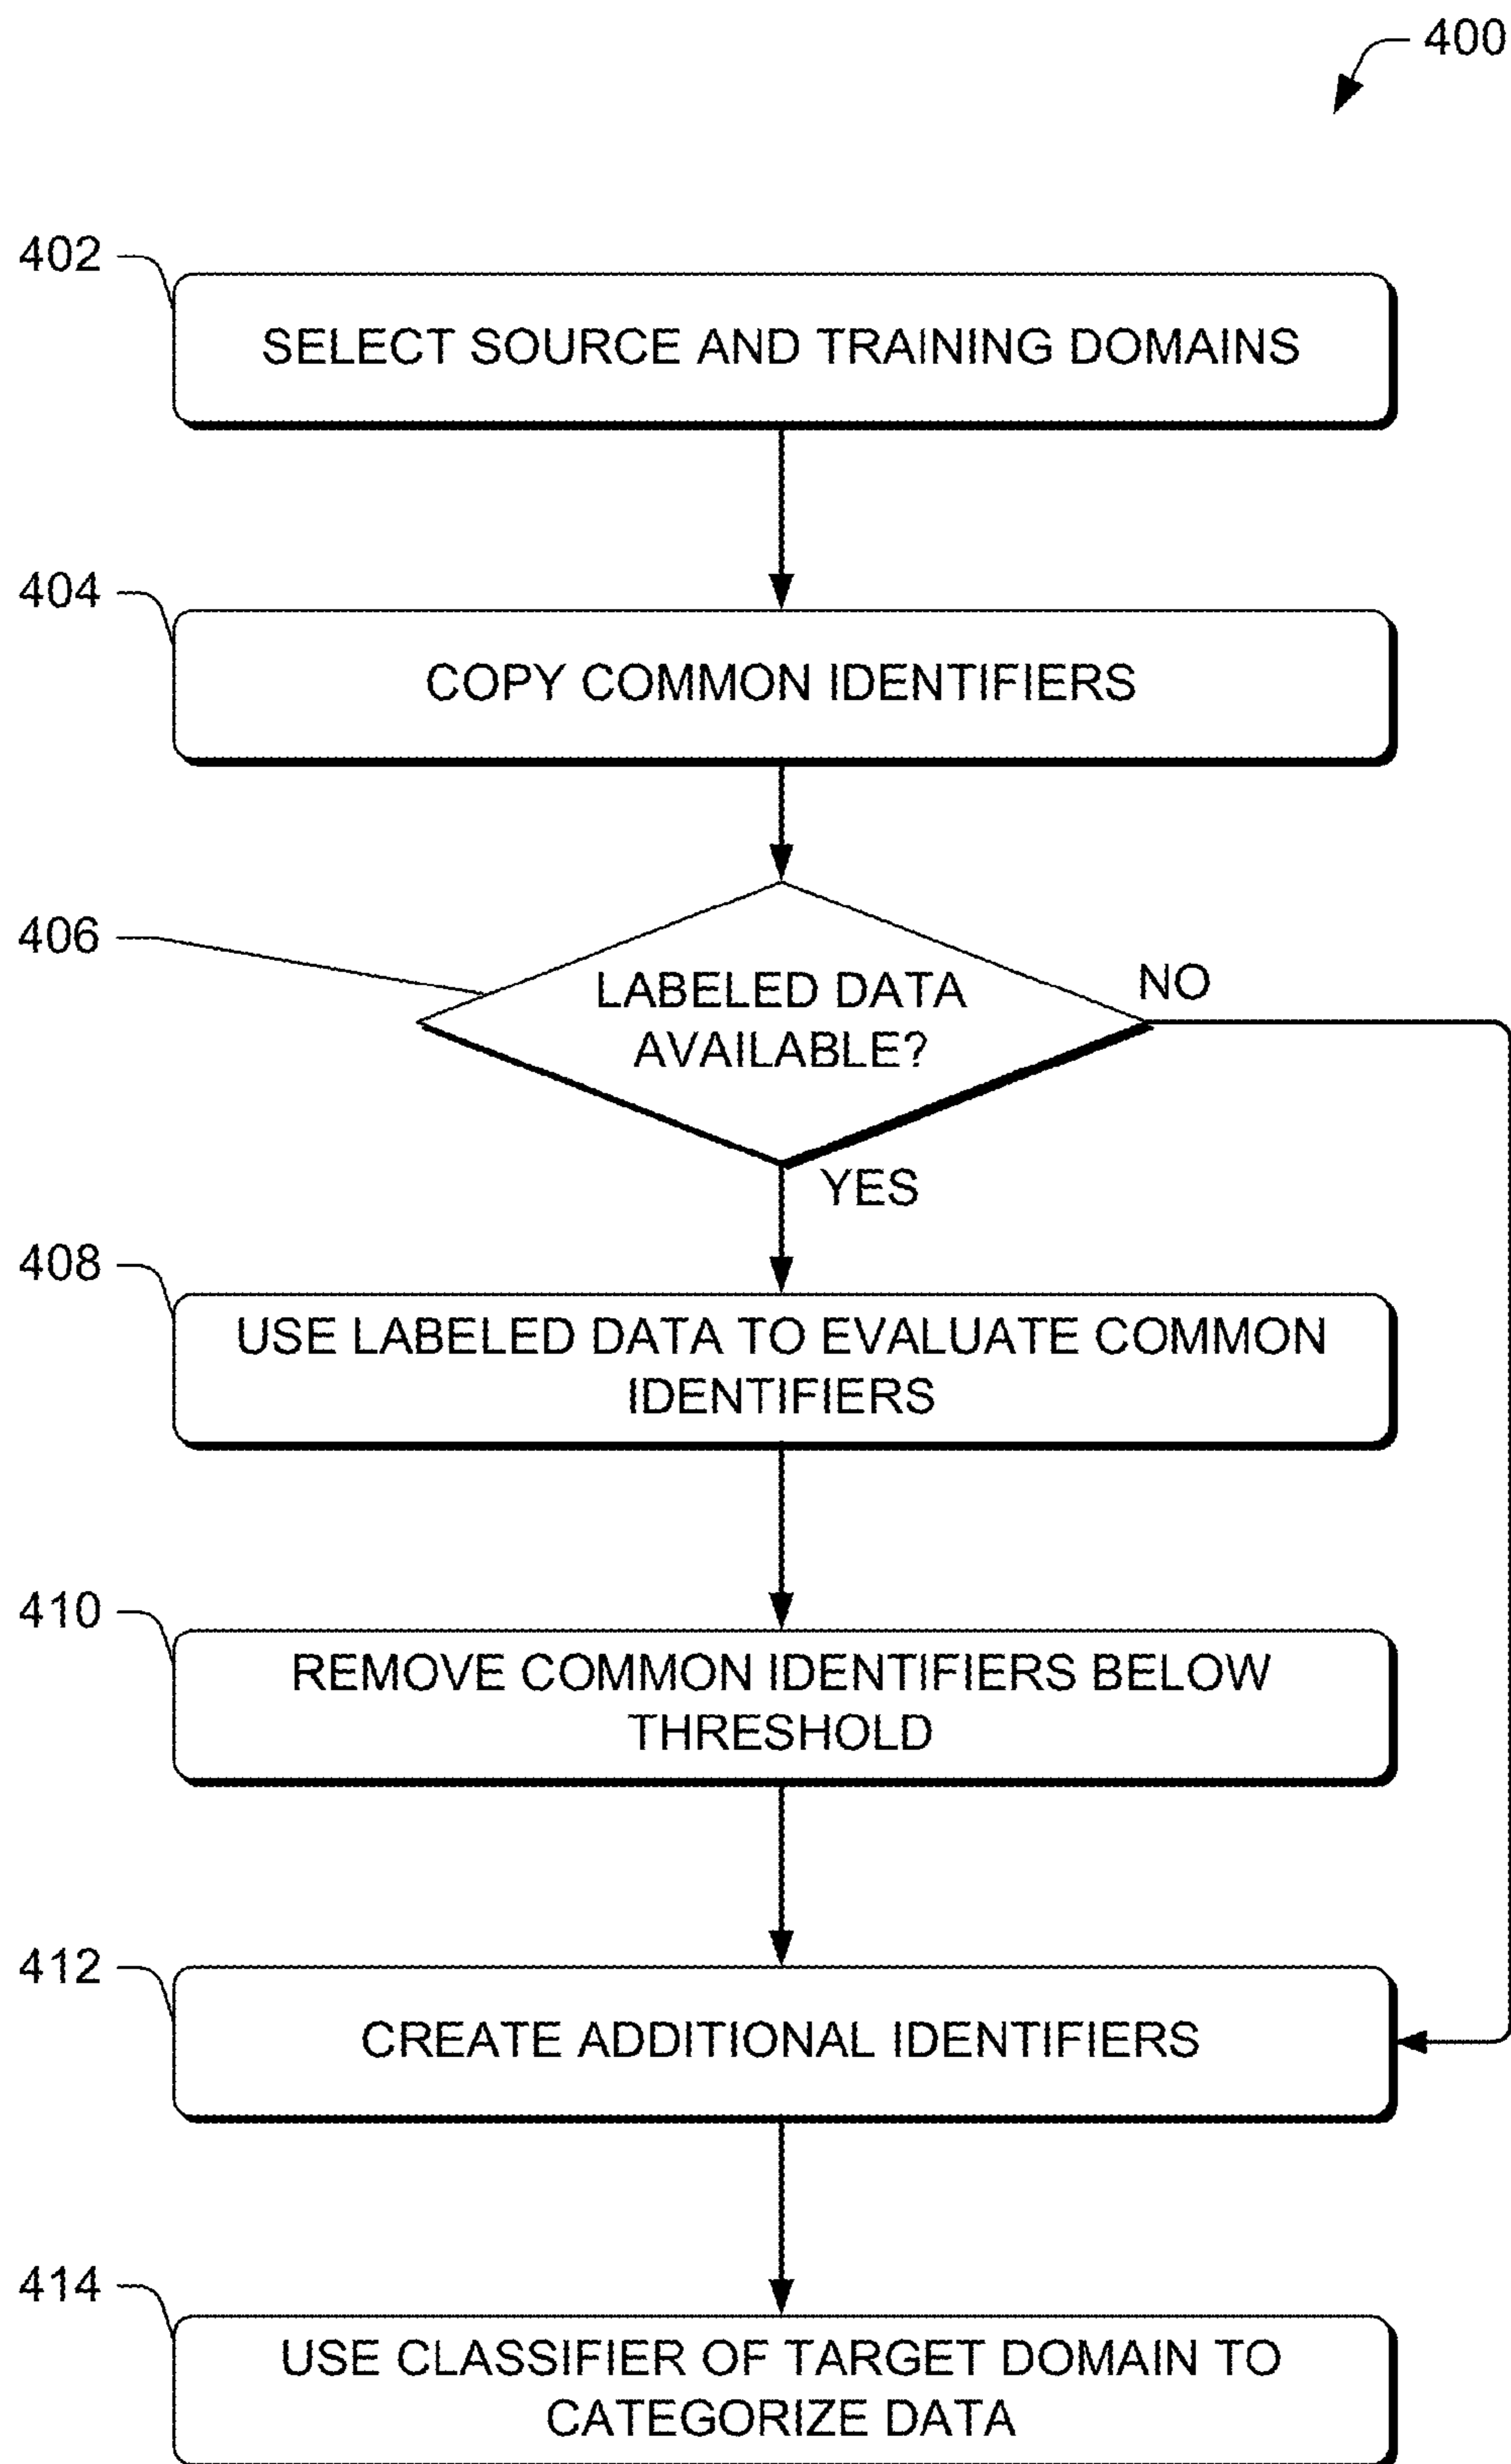 400
402
SELECT SOURCE AND TRAINING DOMAINS
404
COPY COMMON IDENTIFIERS
406
LABELED DATA
AVAILABLE?
NO
YES
408
USE LABELED DATA TO EVALUATE COMMON
IDENTIFIERS
410
REMOVE COMMON IDENTIFIERS BELOW
THRESHOLD
412
CREATE ADDITIONAL IDENTIFIERS
414
USE CLASSIFIER OF TARGET DOMAIN TO
CATEGORIZE DATA